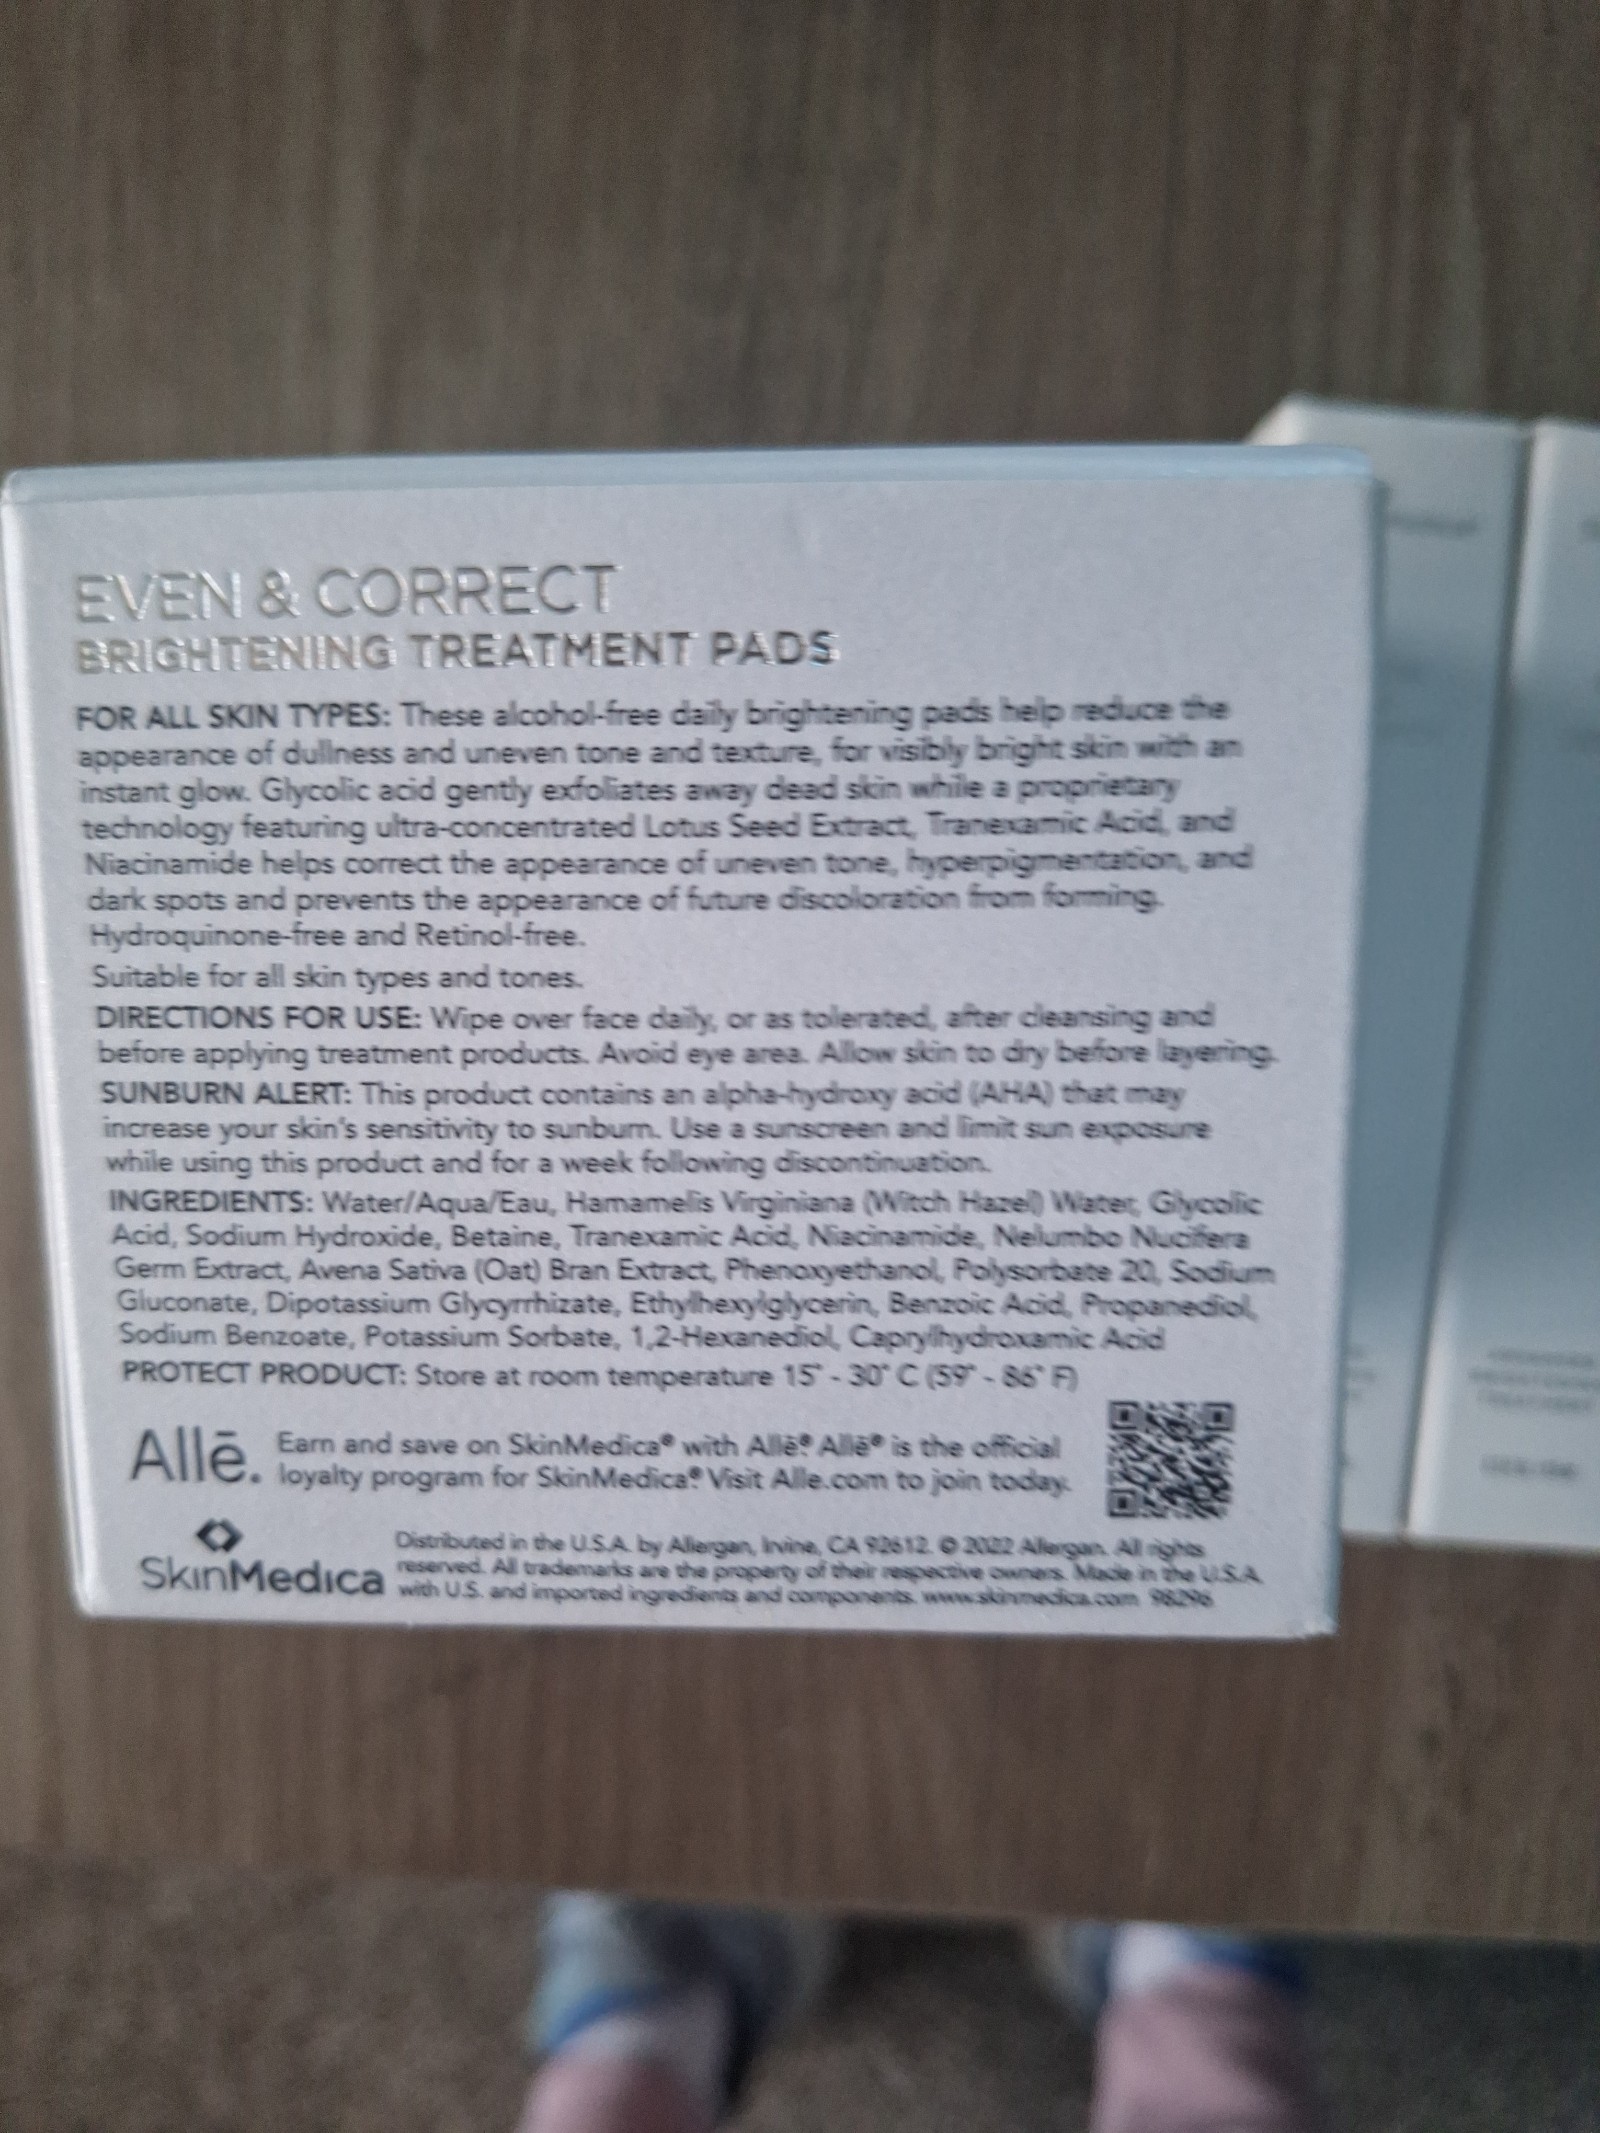 EVEN & CORRECT
BRIGHTENING TREATMENT PADS
FOR ALL SKIN TYPES: These alcohol-free daily brightening pads help reduce the
appearance of dullness and uneven tone and texture, for visibly bright skin with an
instant glow. Glycolic acid gently exfoliates away dead skin while a proprietary
technology featuring ultra-concentrated Lotus Seed Extract, Tranexamic Acid, and
Niacinamide helps correct the appearance of uneven tone, hyperpigmentation, and
dark spots and prevents the appearance of future discoloration from forming.
Hydroquinone-free and Retinol-free.
Suitable for all skin types and tones.
DIRECTIONS FOR USE: Wipe over face daily, or as tolerated, after cleansing and
before applying treatment products. Avoid eye area. Allow skin to dry before layering.
SUNBURN ALERT: This product contains an alpha-hydroxy acid (AHA) that may
increase your skin's sensitivity to sunburn. Use a sunscreen and limit sun exposure
while using this product and for a week following discontinuation.
INGREDIENTS: Water/Aqua/Eau, Hamamelis Virginiana (Witch Hazel) Water, Glycolic
Acid, Sodium Hydroxide, Betaine, Tranexamic Acid, Niacinamide, Nelumbo Nucifera
Germ Extract, Avena Sativa (Oat) Bran Extract, Phenoxyethanol, Polysorbate 20, Sodium
Gluconate, Dipotassium Glycyrrhizate, Ethylhexylglycerin, Benzoic Acid, Propanediol,
Sodium Benzoate, Potassium Sorbate, 1,2-Hexanediol, Caprylhydroxamic Acid
PROTECT PRODUCT: Store at room temperature 15° - 30° C (59° - 86° F)
Allē.
Earn and save on SkinMedica® with Allē®. Allē® is the official
loyalty program for SkinMedica®. Visit Alle.com to join today.
SkinMedica
Distributed in the U.S.A. by Allergan, Irvine, CA 92612. © 2022 Allergan. All rights
reserved. All trademarks are the property of their respective owners. Made in the U.S.A.
with U.S. and imported ingredients and components. www.skinmedica.com 98296